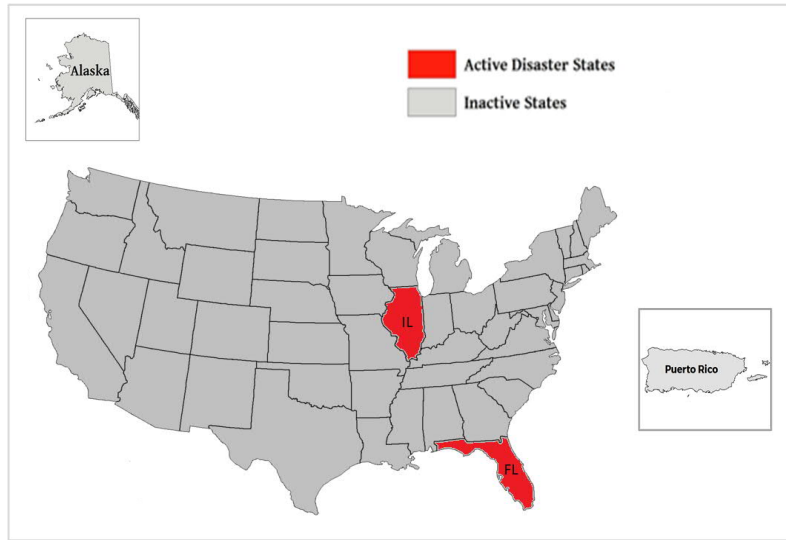 Alaska
Active Disaster States
Inactive States
IL
Puerto Rico
FL